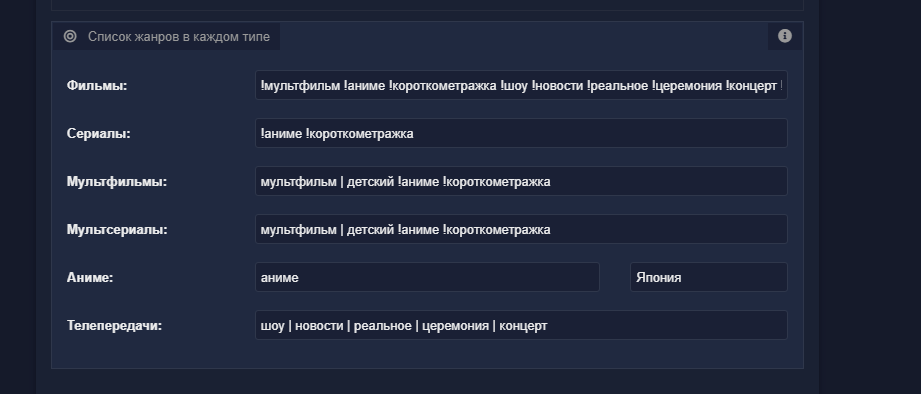 Список жанров в каждом типе
Фильмы: !мультфильм !аниме !короткометражка !шоу !новости !реальное !церемония !концерт !
Сериалы: !аниме !короткометражка
Мультфильмы: мультфильм | детский !аниме !короткометражка
Мультсериалы: мультфильм | детский !аниме !короткометражка
Аниме: аниме Япония
Телепередачи: шоу | новости | реальное | церемония | концерт